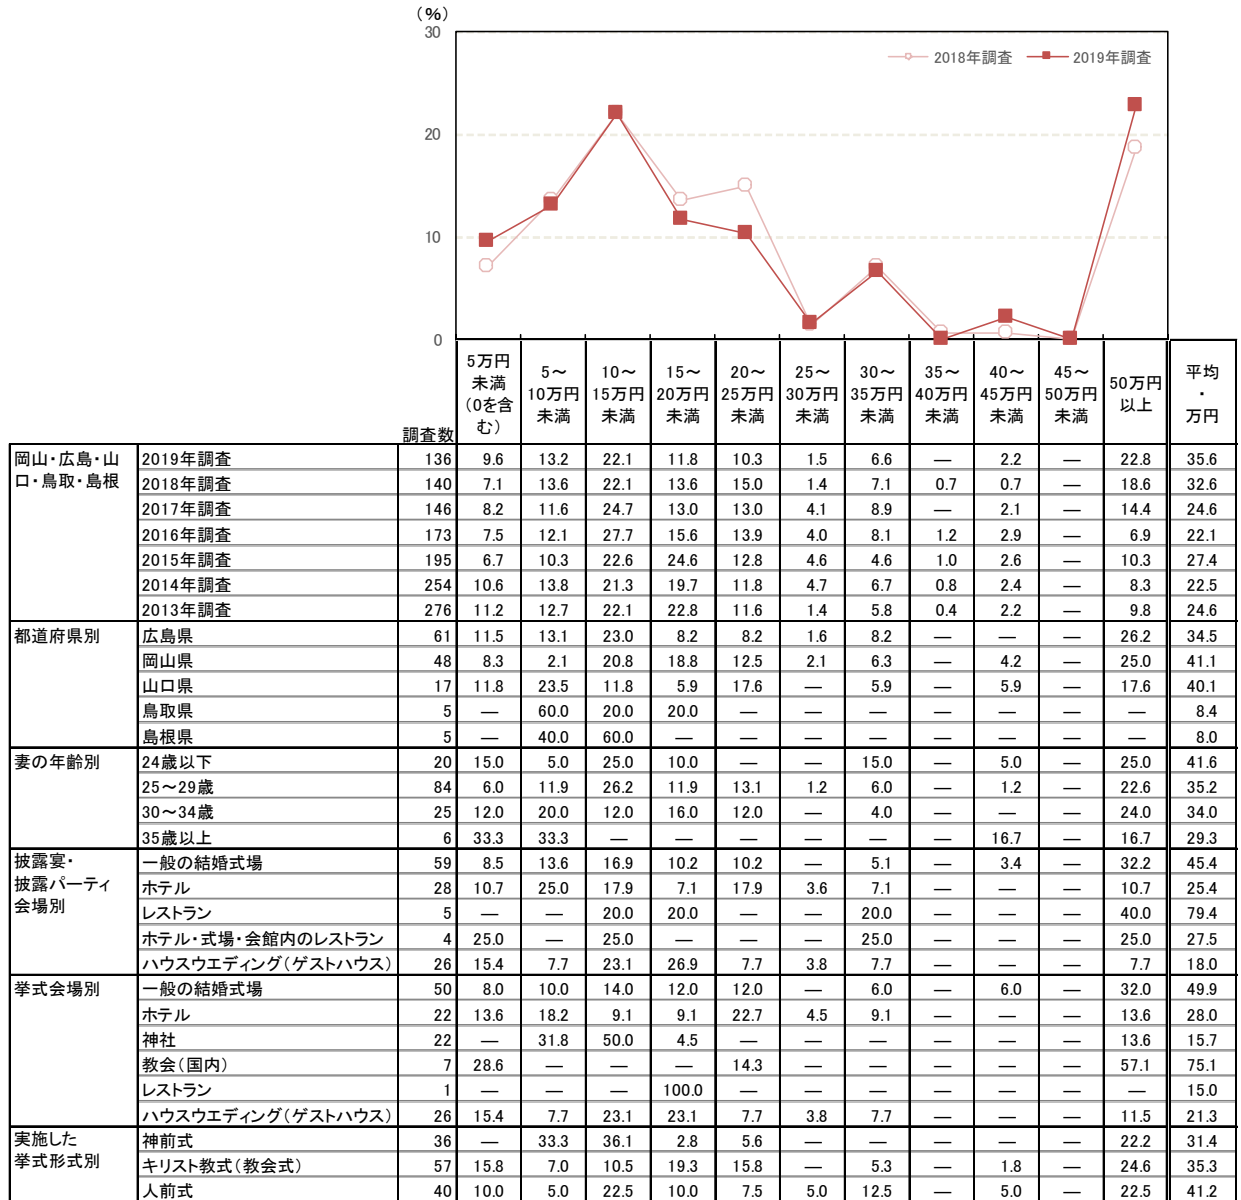 (％)
30
2018年調査 2019年調査
20
10
0
調査数 5万円未満(0を含む) 5～10万円未満 10～15万円未満 15～20万円未満 20～25万円未満 25～30万円未満 30～35万円未満 35～40万円未満 40～45万円未満 45～50万円未満 50万円以上 平均・万円
岡山・広島・山口・鳥取・島根 2019年調査 136 9.6 13.2 22.1 11.8 10.3 1.5 6.6 — 2.2 — 22.8 35.6
2018年調査 140 7.1 13.6 22.1 13.6 15.0 1.4 7.1 0.7 0.7 — 18.6 32.6
2017年調査 146 8.2 11.6 24.7 13.0 13.0 4.1 8.9 — 2.1 — 14.4 24.6
2016年調査 173 7.5 12.1 27.7 15.6 13.9 4.0 8.1 1.2 2.9 — 6.9 22.1
2015年調査 195 6.7 10.3 22.6 24.6 12.8 4.6 4.6 1.0 2.6 — 10.3 27.4
2014年調査 254 10.6 13.8 21.3 19.7 11.8 4.7 6.7 0.8 2.4 — 8.3 22.5
2013年調査 276 11.2 12.7 22.1 22.8 11.6 1.4 5.8 0.4 2.2 — 9.8 24.6
都道府県別 広島県 61 11.5 13.1 23.0 8.2 8.2 1.6 8.2 — — — 26.2 34.5
岡山県 48 8.3 2.1 20.8 18.8 12.5 2.1 6.3 — 4.2 — 25.0 41.1
山口県 17 11.8 23.5 11.8 5.9 17.6 — 5.9 — 5.9 — 17.6 40.1
鳥取県 5 — 60.0 20.0 20.0 — — — — — — — 8.4
島根県 5 — 40.0 60.0 — — — — — — — — 8.0
妻の年齢別 24歳以下 20 15.0 5.0 25.0 10.0 — — 15.0 — 5.0 — 25.0 41.6
25～29歳 84 6.0 11.9 26.2 11.9 13.1 1.2 6.0 — 1.2 — 22.6 35.2
30～34歳 25 12.0 20.0 12.0 16.0 12.0 — 4.0 — — — 24.0 34.0
35歳以上 6 33.3 33.3 — — — — — — 16.7 — 16.7 29.3
披露宴・披露パーティ会場別 一般の結婚式場 59 8.5 13.6 16.9 10.2 10.2 — 5.1 — 3.4 — 32.2 45.4
ホテル 28 10.7 25.0 17.9 7.1 17.9 3.6 7.1 — — — 10.7 25.4
レストラン 5 — — 20.0 20.0 — — 20.0 — — — 40.0 79.4
ホテル・式場・会館内のレストラン 4 25.0 — 25.0 — — — 25.0 — — — 25.0 27.5
ハウスウエディング(ゲストハウス) 26 15.4 7.7 23.1 26.9 7.7 3.8 7.7 — — — 7.7 18.0
挙式会場別 一般の結婚式場 50 8.0 10.0 14.0 12.0 12.0 — 6.0 — 6.0 — 32.0 49.9
ホテル 22 13.6 18.2 9.1 9.1 22.7 4.5 9.1 — — — 13.6 28.0
神社 22 — 31.8 50.0 4.5 — — — — — — 13.6 15.7
教会(国内) 7 28.6 — — — 14.3 — — — — — 57.1 75.1
レストラン 1 — — — 100.0 — — — — — — — 15.0
ハウスウエディング(ゲストハウス) 26 15.4 7.7 23.1 23.1 7.7 3.8 7.7 — — — 11.5 21.3
実施した挙式形式別 神前式 36 — 33.3 36.1 2.8 5.6 — — — — — 22.2 31.4
キリスト教式(教会式) 57 15.8 7.0 10.5 19.3 15.8 — 5.3 — 1.8 — 24.6 35.3
人前式 40 10.0 5.0 22.5 10.0 7.5 5.0 12.5 — 5.0 — 22.5 41.2